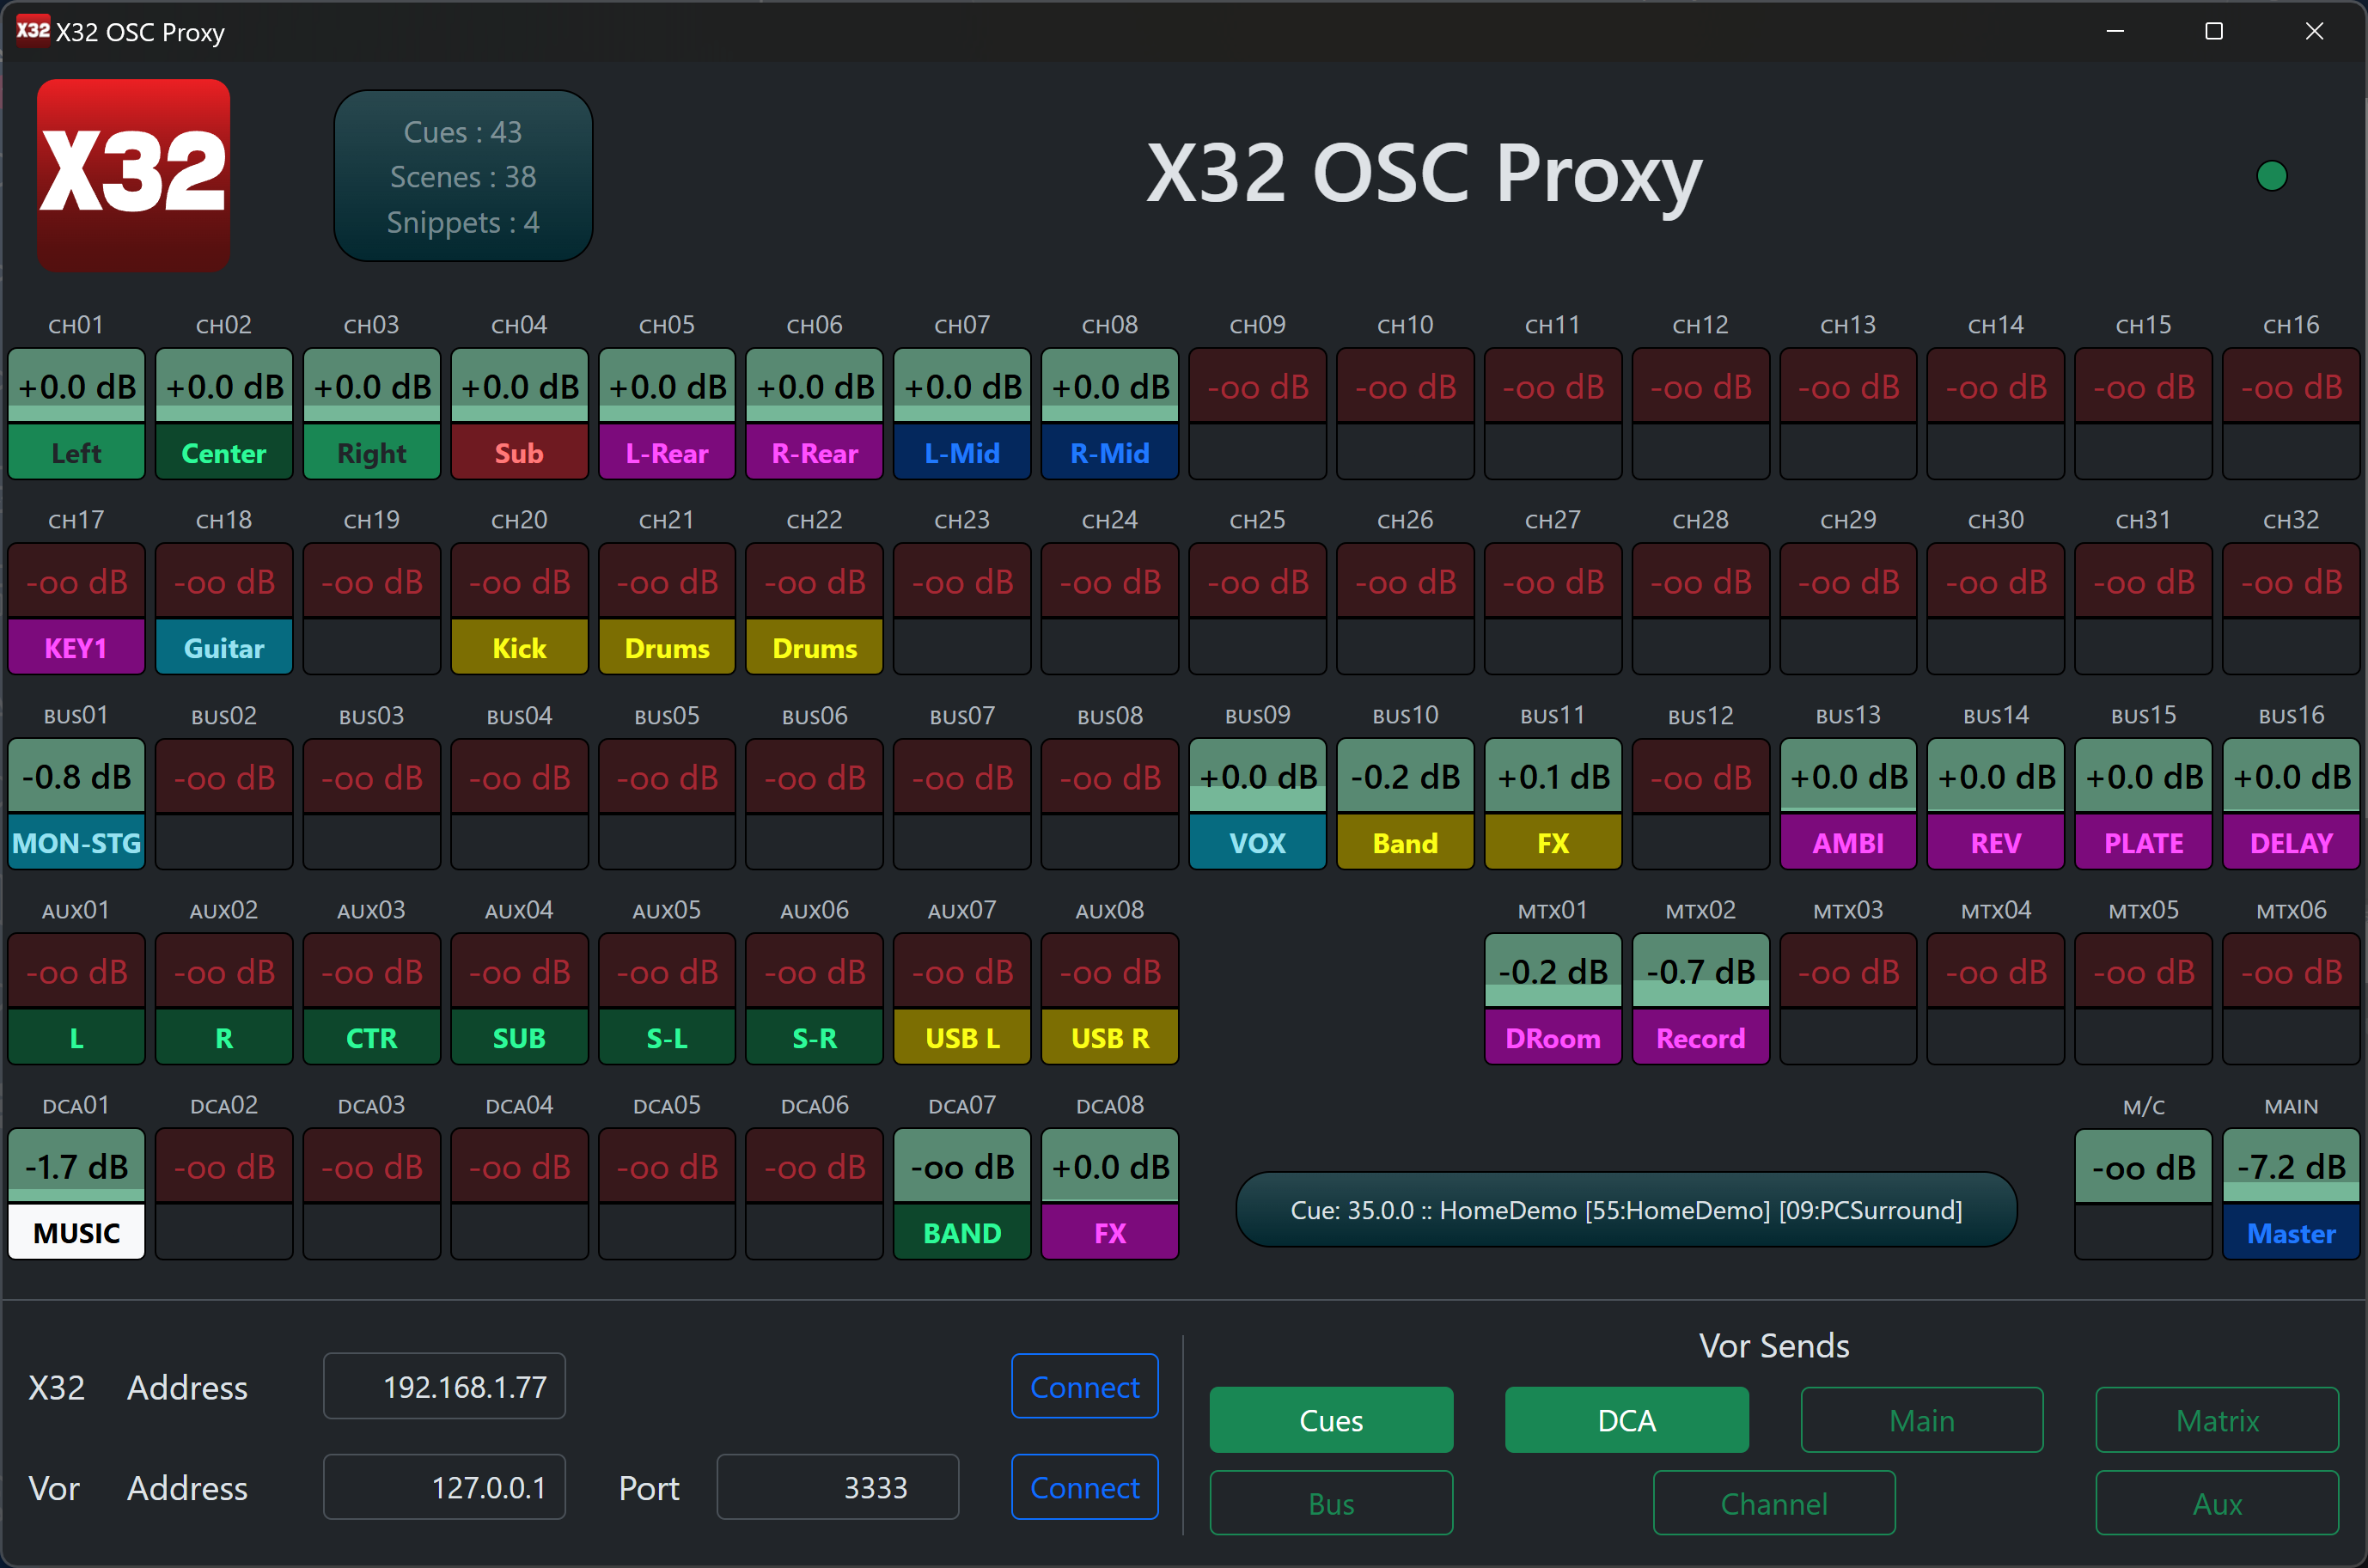 X32 X32 OSC Proxy
X32
Cues : 43
Scenes : 38
Snippets : 4
X32 OSC Proxy
CH01 CH02 CH03 CH04 CH05 CH06 CH07 CH08 CH09 CH10 CH11 CH12 CH13 CH14 CH15 CH16
+0.0 dB +0.0 dB +0.0 dB +0.0 dB +0.0 dB +0.0 dB +0.0 dB +0.0 dB -oo dB -oo dB -oo dB -oo dB -oo dB -oo dB -oo dB -oo dB
Left Center Right Sub L-Rear R-Rear L-Mid R-Mid
CH17 CH18 CH19 CH20 CH21 CH22 CH23 CH24 CH25 CH26 CH27 CH28 CH29 CH30 CH31 CH32
-oo dB -oo dB -oo dB -oo dB -oo dB -oo dB -oo dB -oo dB -oo dB -oo dB -oo dB -oo dB -oo dB -oo dB -oo dB -oo dB
KEY1 Guitar Kick Drums Drums
BUS01 BUS02 BUS03 BUS04 BUS05 BUS06 BUS07 BUS08 BUS09 BUS10 BUS11 BUS12 BUS13 BUS14 BUS15 BUS16
-0.8 dB -oo dB -oo dB -oo dB -oo dB -oo dB -oo dB -oo dB +0.0 dB -0.2 dB +0.1 dB -oo dB +0.0 dB +0.0 dB +0.0 dB +0.0 dB
MON-STG VOX Band FX AMBI REV PLATE DELAY
AUX01 AUX02 AUX03 AUX04 AUX05 AUX06 AUX07 AUX08 MTX01 MTX02 MTX03 MTX04 MTX05 MTX06
-oo dB -oo dB -oo dB -oo dB -oo dB -oo dB -oo dB -oo dB -0.2 dB -0.7 dB -oo dB -oo dB -oo dB -oo dB
L R CTR SUB S-L S-R USB L USB R DRoom Record
DCA01 DCA02 DCA03 DCA04 DCA05 DCA06 DCA07 DCA08 M/C MAIN
-1.7 dB -oo dB -oo dB -oo dB -oo dB -oo dB -oo dB +0.0 dB -oo dB -7.2 dB
MUSIC BAND FX Master
Cue: 35.0.0 :: HomeDemo [55:HomeDemo] [09:PCSurround]
X32 Address 192.168.1.77 Connect
Vor Address 127.0.0.1 Port 3333 Connect
Vor Sends
Cues DCA Main Matrix
Bus Channel Aux